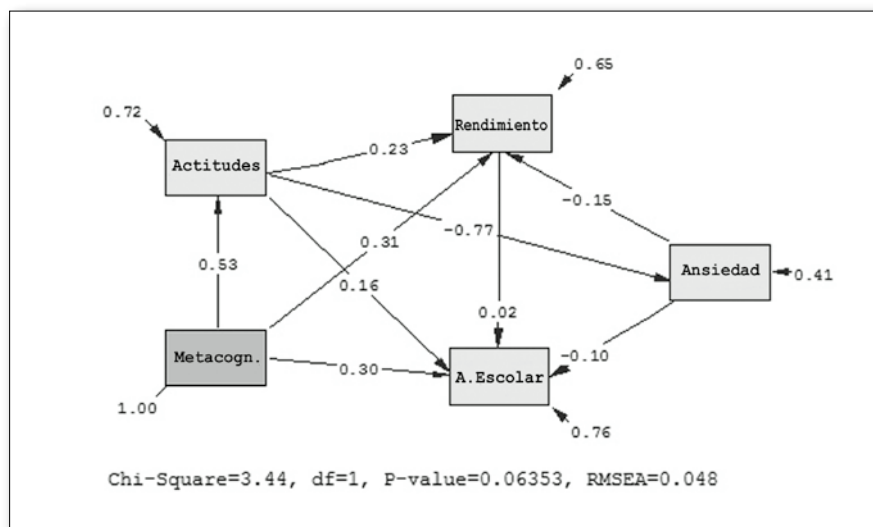 0.65
0.72
Rendimiento
Actitudes
0.23
-0.15
-0.77
0.31
0.53
Ansiedad
0.41
0.16
0.02
Metacogn.
0.30
-0.10
A.Escolar
1.00
0.76
Chi-Square=3.44, df=1, P-value=0.06353, RMSEA=0.048